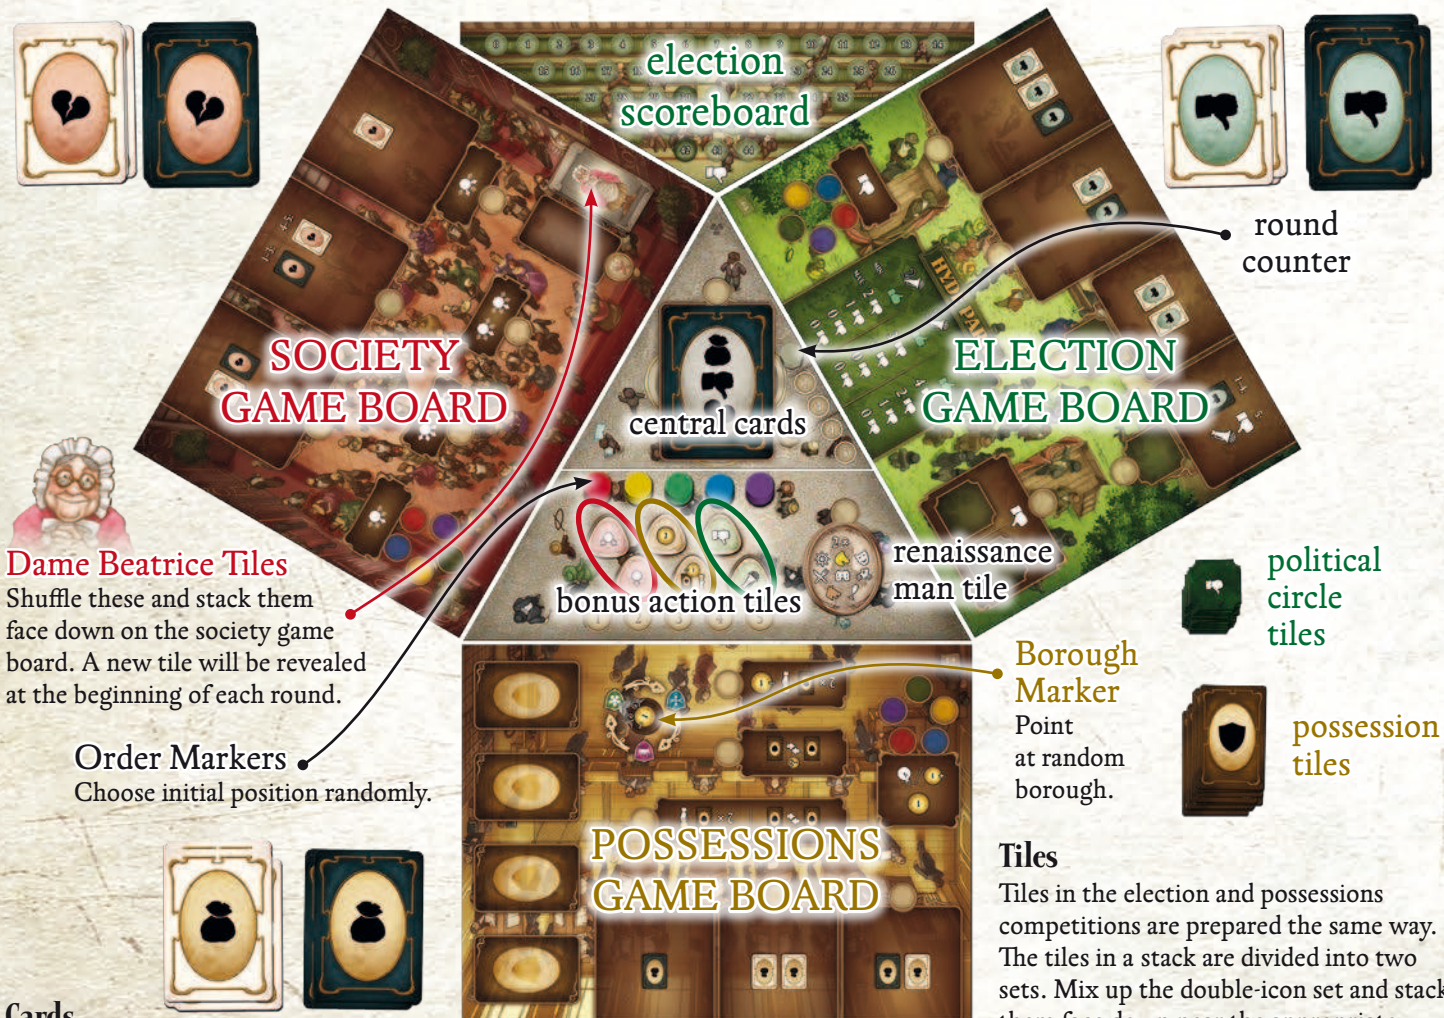 election
scoreboard
round
counter
SOCIETY
GAME BOARD
ELECTION
GAME BOARD
central cards
HYDE PAR
renaissance
man tile
bonus action tiles
Dame Beatrice Tiles
Shuffle these and stack them
face down on the society game
board. A new tile will be revealed
at the beginning of each round.
political
circle
tiles
Borough
Marker
Point
at random
borough.
possession
tiles
Order Markers
Choose initial position randomly.
POSSESSIONS
GAME BOARD
Tiles
Tiles in the election and possessions
competitions are prepared the same way.
The tiles in a stack are divided into two
sets. Mix up the double-icon set and stack
Cards